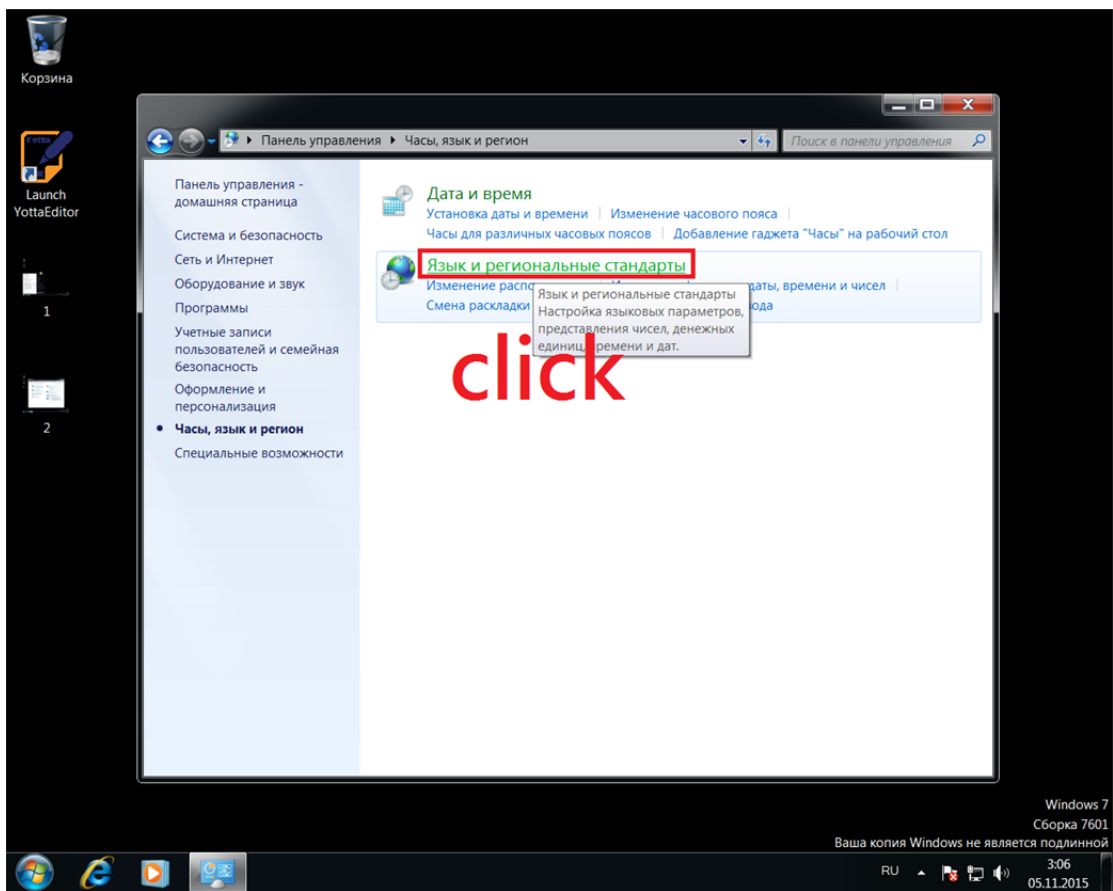 Корзина
Launch
YottaEditor
1
2
Панель управления
Часы, язык и регион
Поиск в панели управления
Панель управления -
домашняя страница
Система и безопасность
Сеть и Интернет
Оборудование и звук
Программы
Учетные записи
пользователей и семейная
безопасность
Оформление и
персонализация
Часы, язык и регион
Специальные возможности
Дата и время
Установка даты и времени
Изменение часового пояса
Часы для различных часовых поясов
Добавление гаджета "Часы" на рабочий стол
Язык и региональные стандарты
Изменение даты, времени и чисел
Смена раскладки
Язык и региональные стандарты
Настройка языковых параметров,
представления чисел, денежных
единиц, времени и дат.
click
Windows 7
Сборка 7601
Ваша копия Windows не является подлинной
RU
3:06
05.11.2015